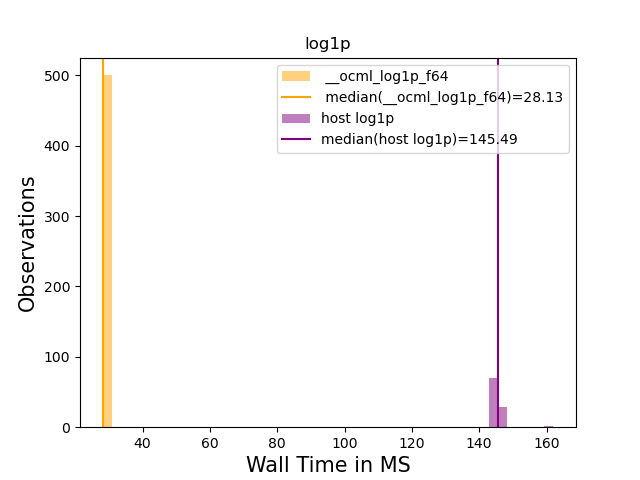 log1p
__ocml_log1p_f64
median(__ocml_log1p_f64)=28.13
host log1p
median(host log1p)=145.49
Observations
500
400
300
200
100
0
40 60 80 100 120 140 160
Wall Time in MS